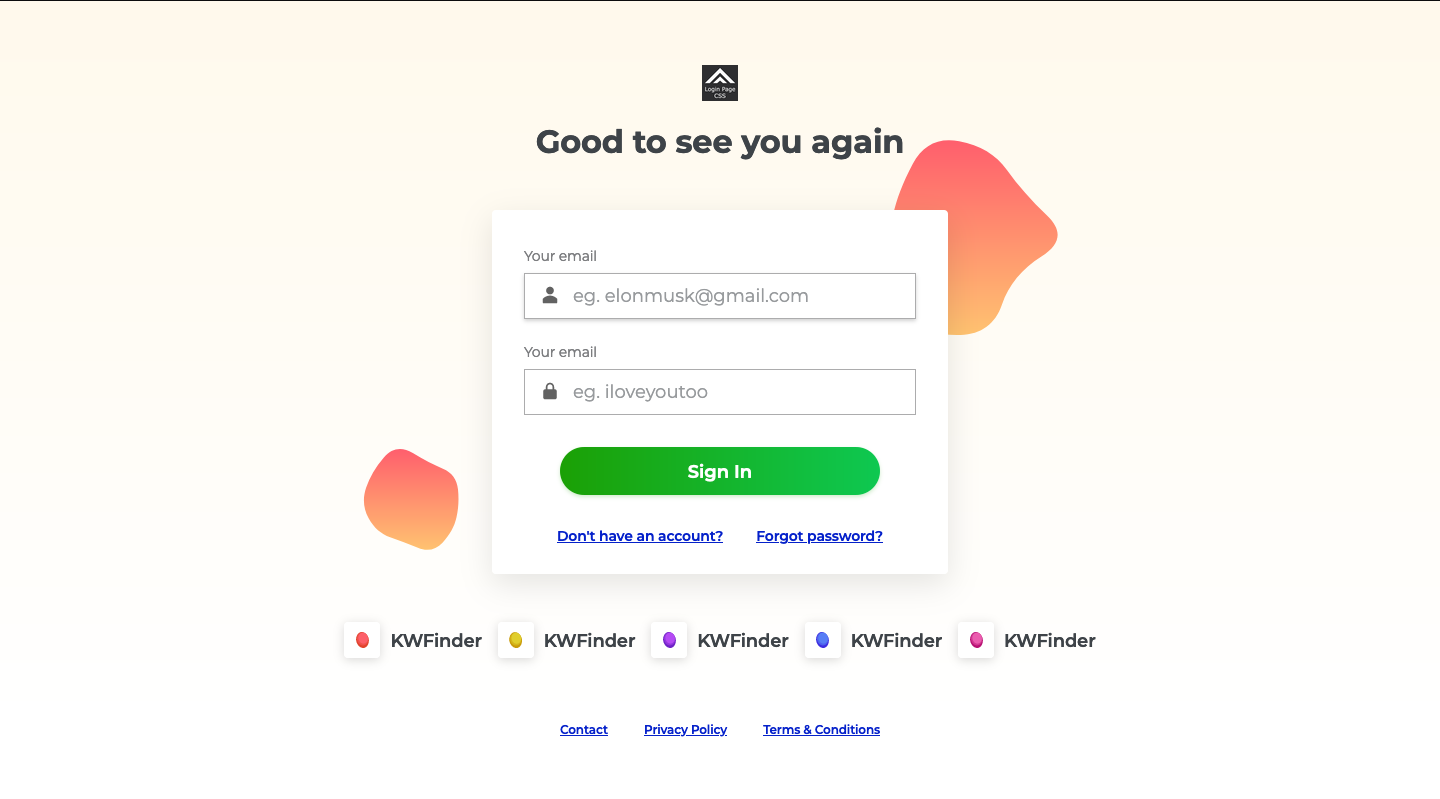 Login Page
CSS
Good to see you again
Your email
eg. elonmusk@gmail.com
Your email
eg. iloveyoutoo
Sign In
Don't have an account? Forgot password?
KWFinder KWFinder KWFinder KWFinder KWFinder
Contact Privacy Policy Terms & Conditions